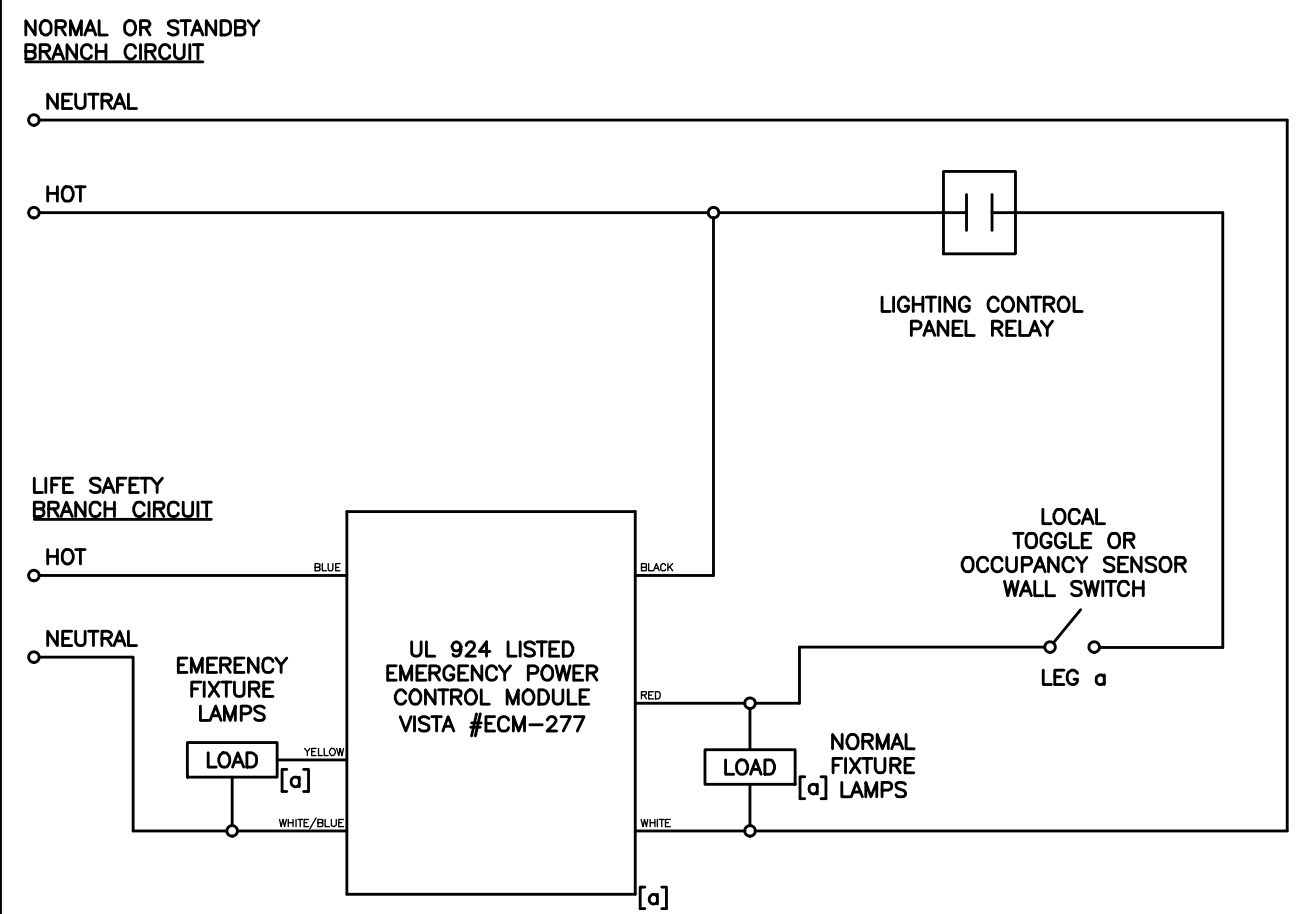 NORMAL OR STANDBY
BRANCH CIRCUIT
NEUTRAL
HOT
LIGHTING CONTROL
PANEL RELAY
LIFE SAFETY
BRANCH CIRCUIT
HOT
BLUE
NEUTRAL
EMERENCY
FIXTURE
LAMPS
LOAD
[a]
YELLOW
WHITE/BLUE
UL 924 LISTED
EMERGENCY POWER
CONTROL MODULE
VISTA #ECM-277
[a]
BLACK
RED
WHITE
LOAD
[a]
NORMAL
FIXTURE
LAMPS
LOCAL
TOGGLE OR
OCCUPANCY SENSOR
WALL SWITCH
LEG a